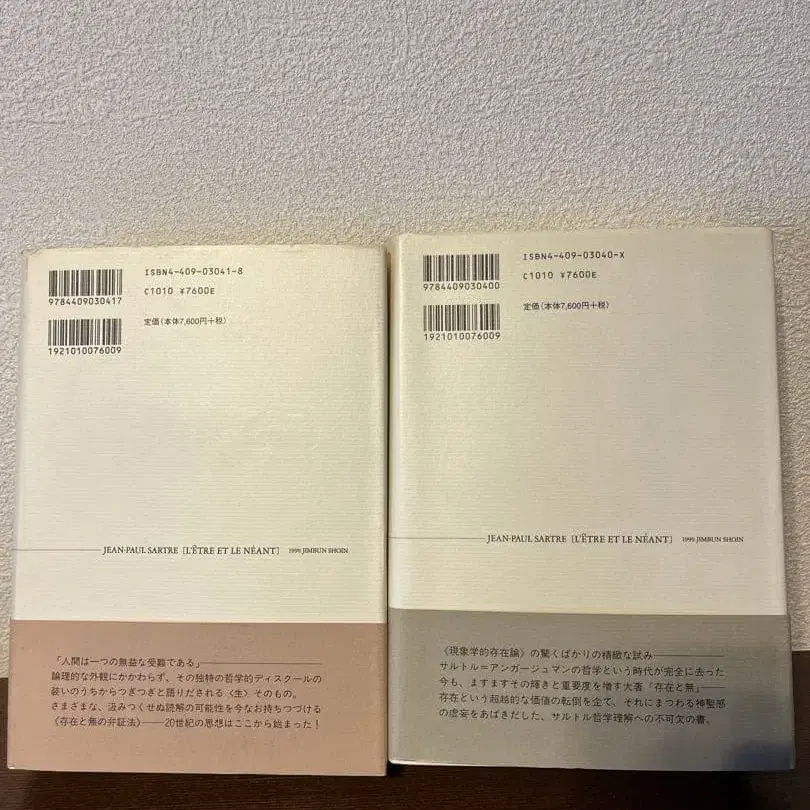 ISBN4-409-03041-8
9784409030417
C1010 ¥7600E
定価(本体7,600円+税)
1921010076009
JEAN-PAUL SARTRE [L'ÊTRE ET LE NÉANT] 1999 JIMBUN SHOIN
「人間は一つの無益な受難である」
論理的な外観にかかわらず、その独特の哲学的ディスクールの
装いのうちからつぎつぎと語りだされる〈生〉そのもの。
さまざまな、汲みつくせぬ読解の可能性を今なお持ちつづける
《存在と無の弁証法》――20世紀の思想はここから始まった!
ISBN4-409-03040-X
9784409030400
C1010 ¥7600E
定価(本体7,600円+税)
1921010076009
JEAN-PAUL SARTRE [L'ÊTRE ET LE NÉANT] 1999 JIMBUN SHOIN
《現象学的存在論》の驚くばかりの精緻な試み――
サルトル=アンガージュマンの哲学という時代が完全に去った
今も、ますますその輝きと重要度を増す大著『存在と無』――
存在という超越的な価値の転倒を企て、それにまつわる神聖感
の虚妄をあばきだした、サルトル哲学理解への不可欠の書。